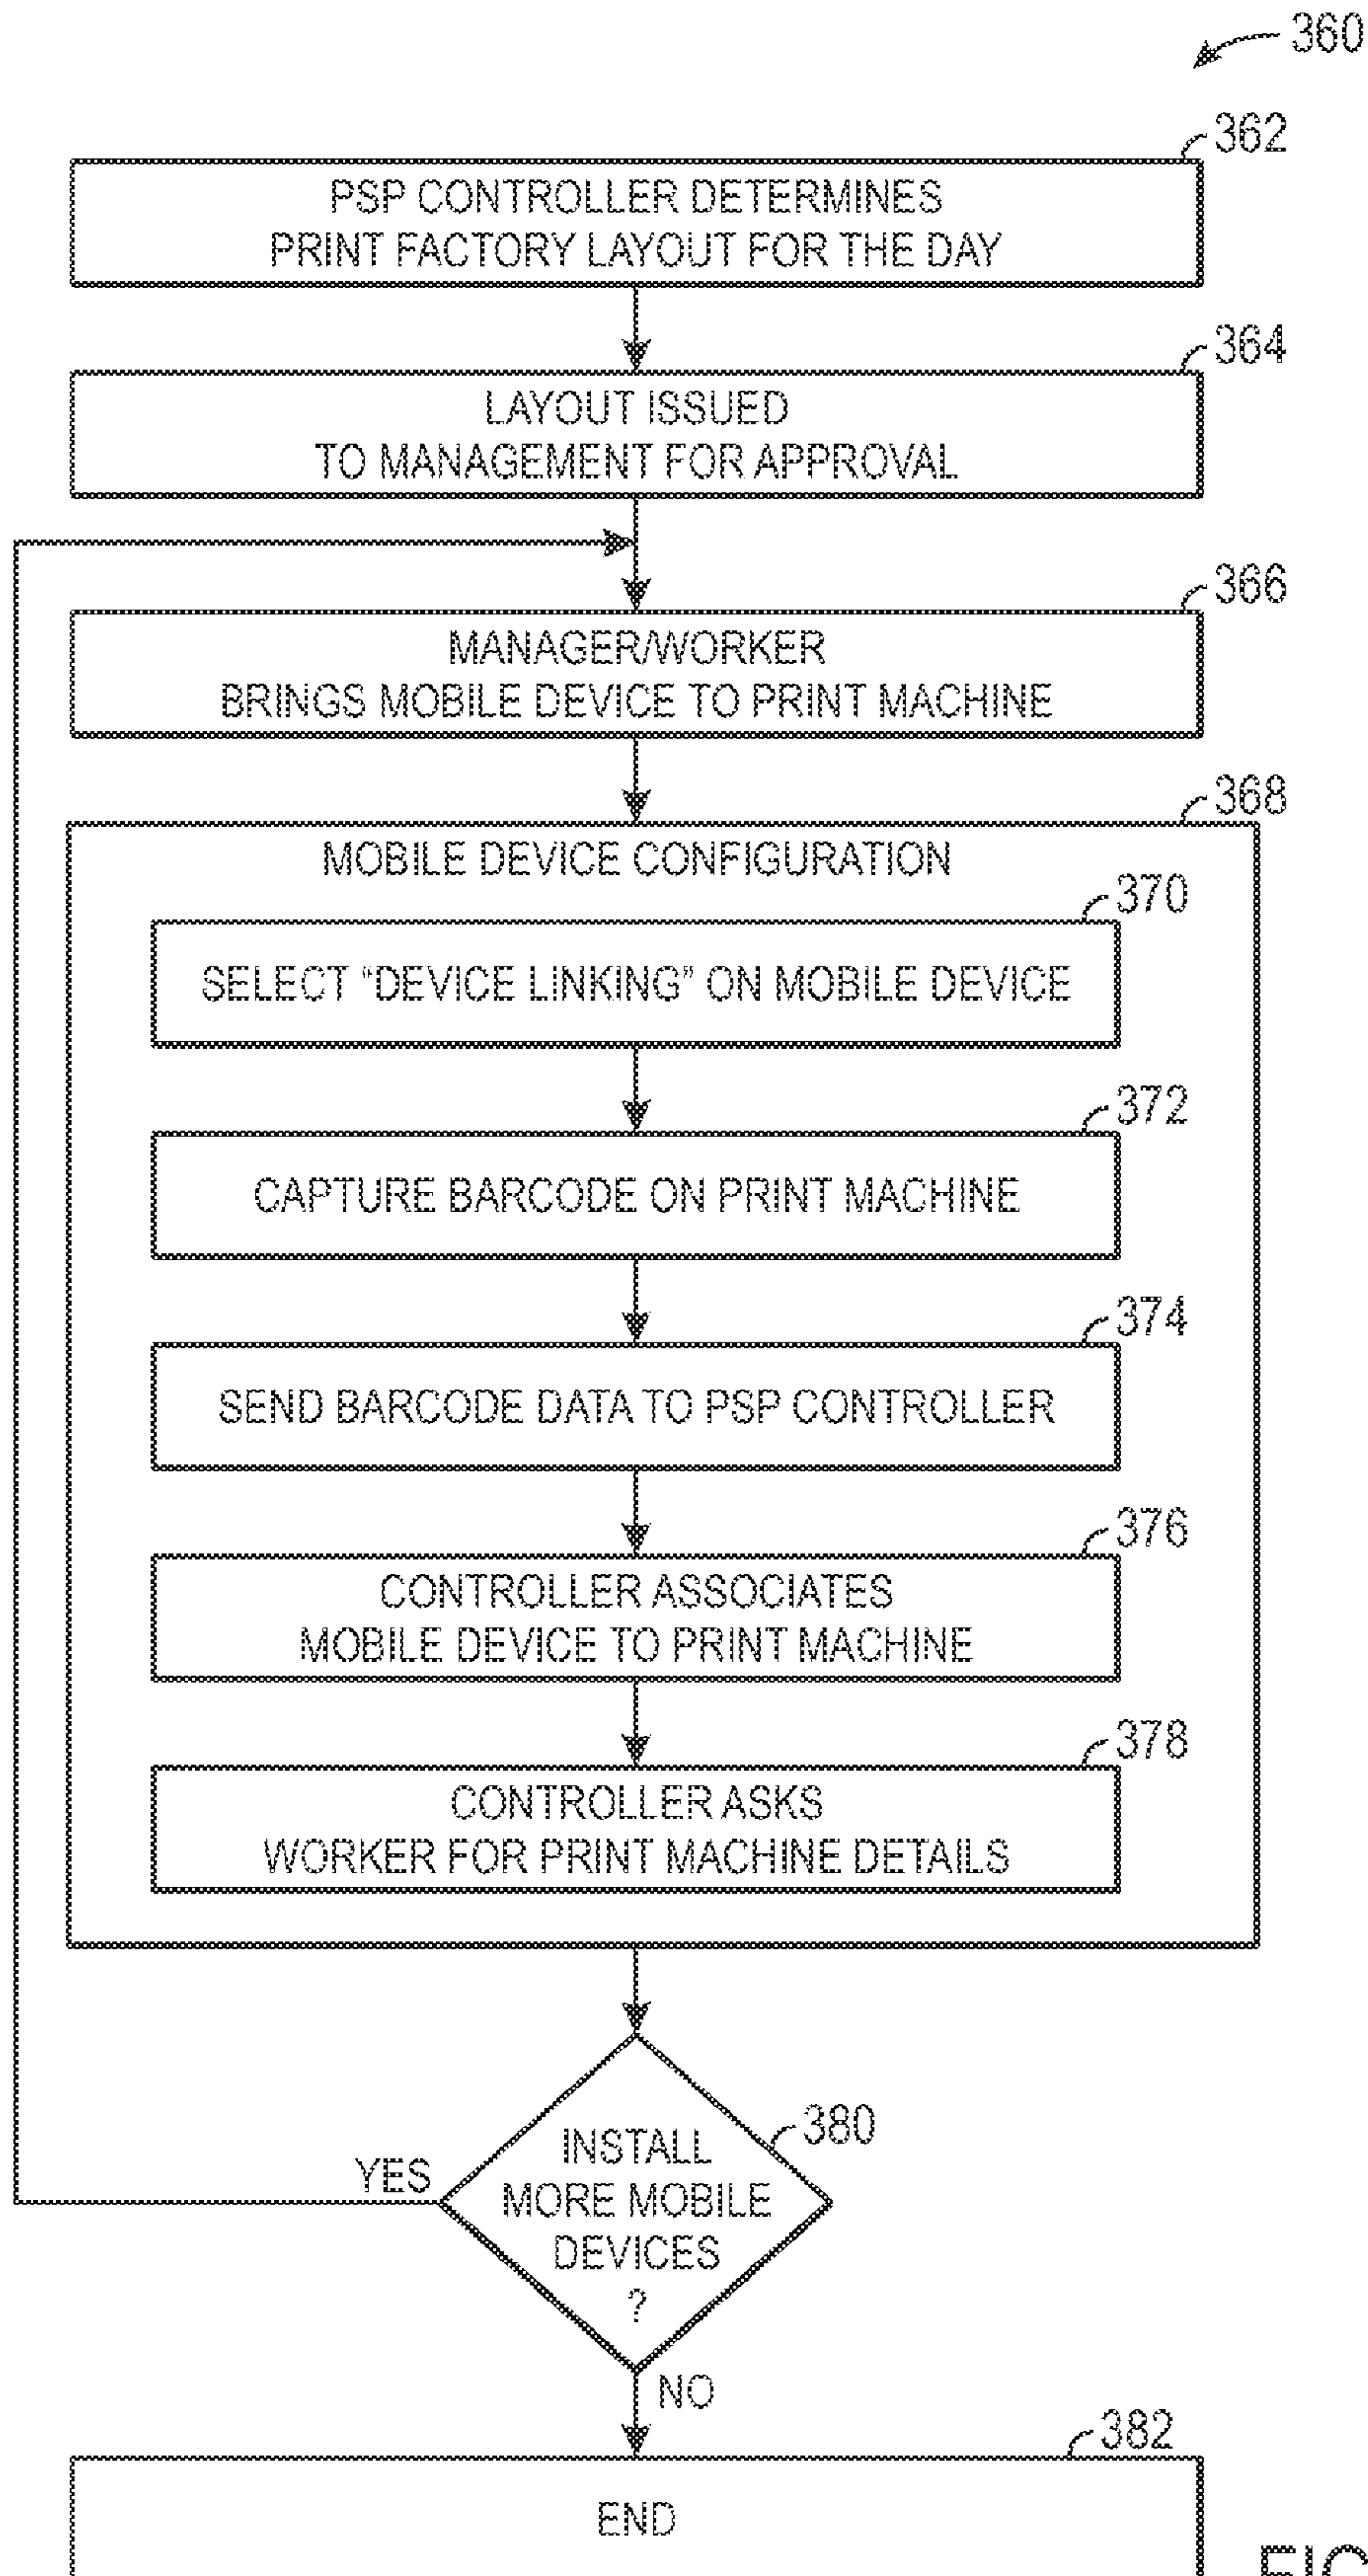 360
362
PSP CONTROLLER DETERMINES
PRINT FACTORY LAYOUT FOR THE DAY
364
LAYOUT ISSUED
TO MANAGEMENT FOR APPROVAL
366
MANAGER/WORKER
BRINGS MOBILE DEVICE TO PRINT MACHINE
368
MOBILE DEVICE CONFIGURATION
370
SELECT “DEVICE LINKING” ON MOBILE DEVICE
372
CAPTURE BARCODE ON PRINT MACHINE
374
SEND BARCODE DATA TO PSP CONTROLLER
376
CONTROLLER ASSOCIATES
MOBILE DEVICE TO PRINT MACHINE
378
CONTROLLER ASKS
WORKER FOR PRINT MACHINE DETAILS
380
INSTALL
MORE MOBILE
DEVICES
?
YES
NO
382
END